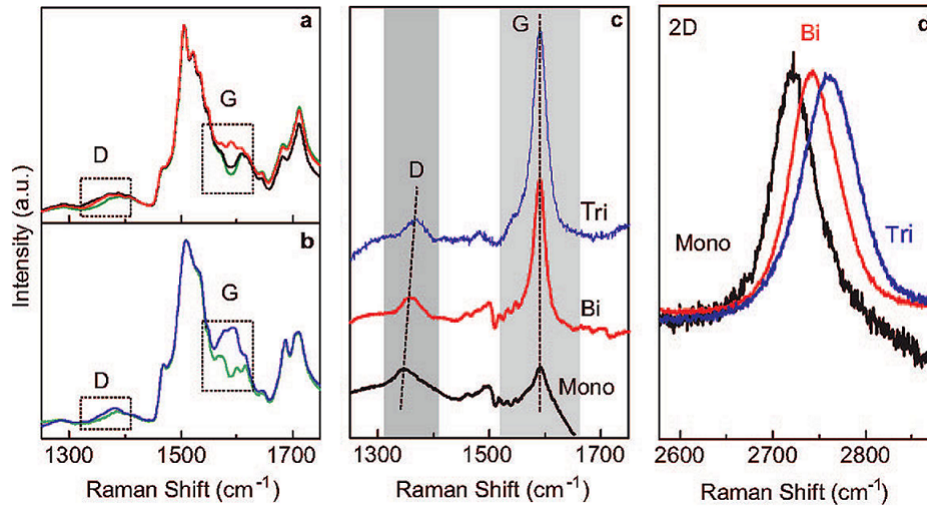 a
D
G
b
G
D
Intensity (a.u.)
1300 1500 1700
Raman Shift (cm⁻¹)
c
G
D
Tri
Bi
Mono
1300 1500 1700
Raman Shift (cm⁻¹)
2D
Bi
Mono
Tri
2600 2700 2800
Raman Shift (cm⁻¹)